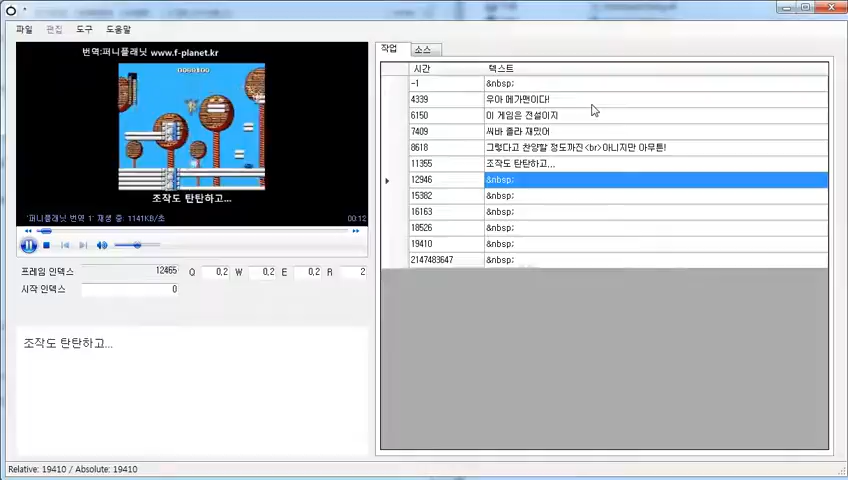 파일 편집 도구 도움말
번역:퍼니플래닛 www.f-planet.kr
조작도 탄탄하고...
'퍼니플래닛 번역 1' 재생 중: 1141KB/초 00:12
프레임 인덱스 12465 Q 0,2 W 0,2 E 0,2 R 2
시작 인덱스 0
조작도 탄탄하고...
작업 소스
시간 텍스트
-1 &nbsp;
4339 우아 메가맨이다!
6150 이 게임은 전설이지
7409 씨바 졸라 재밌어
8618 그렇다고 찬양할 정도까진<br>아니지만 아무튼!
11355 조작도 탄탄하고...
12946 &nbsp;
15382 &nbsp;
16163 &nbsp;
18526 &nbsp;
19410 &nbsp;
2147483647 &nbsp;
Relative: 19410 / Absolute: 19410